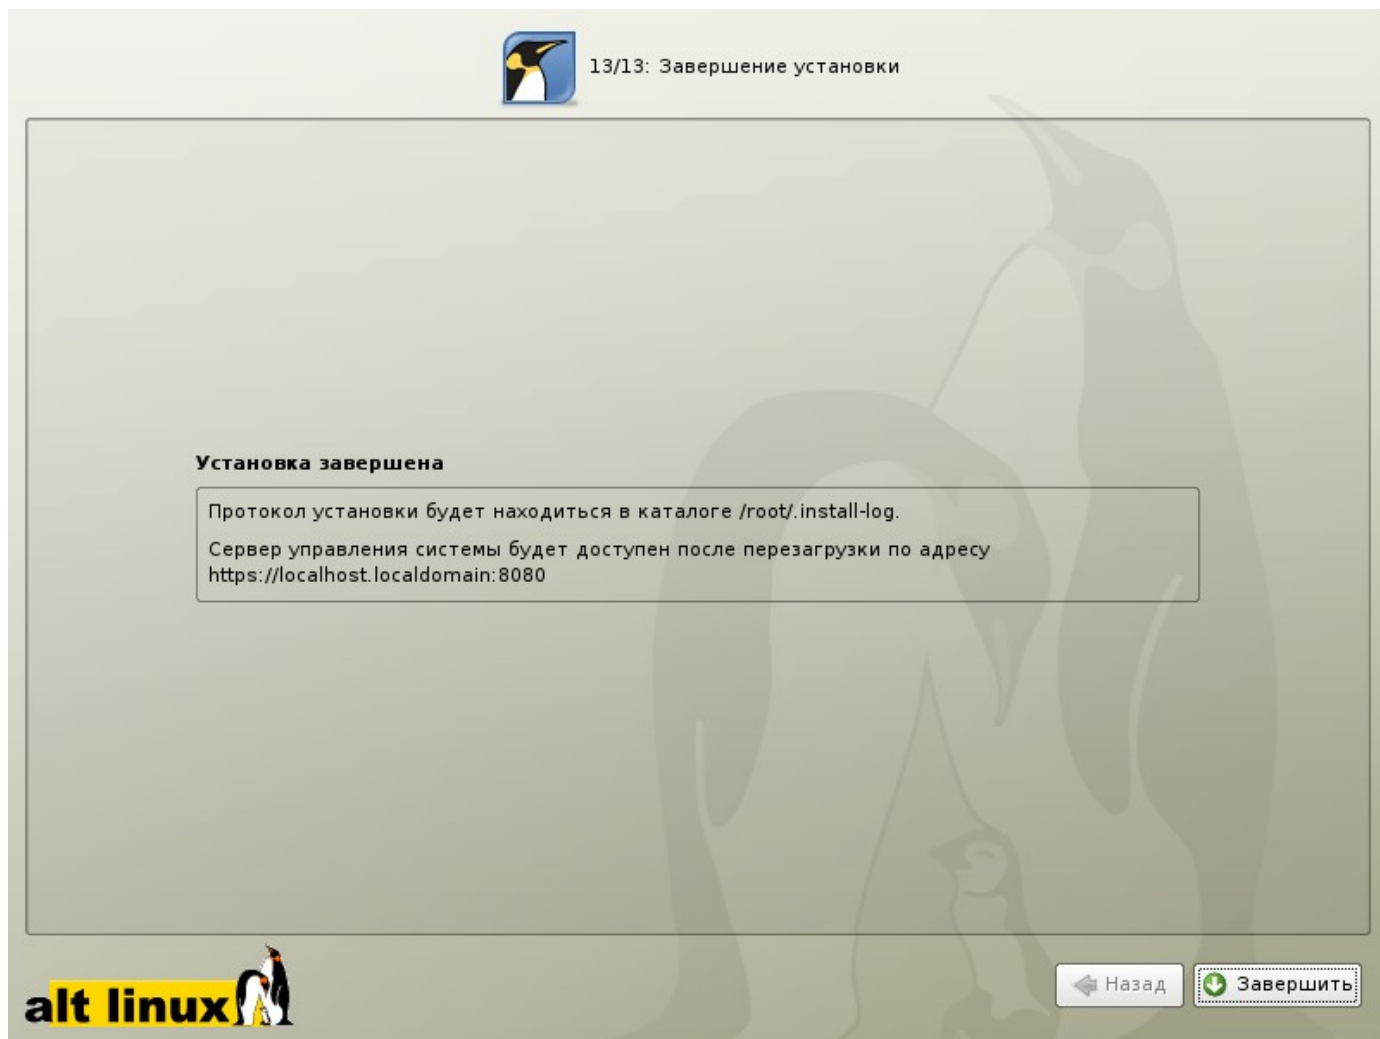 13/13: Завершение установки
Установка завершена
Протокол установки будет находиться в каталоге /root/.install-log.
Сервер управления системы будет доступен после перезагрузки по адресу
https://localhost.localdomain:8080
alt linux
Назад
Завершить